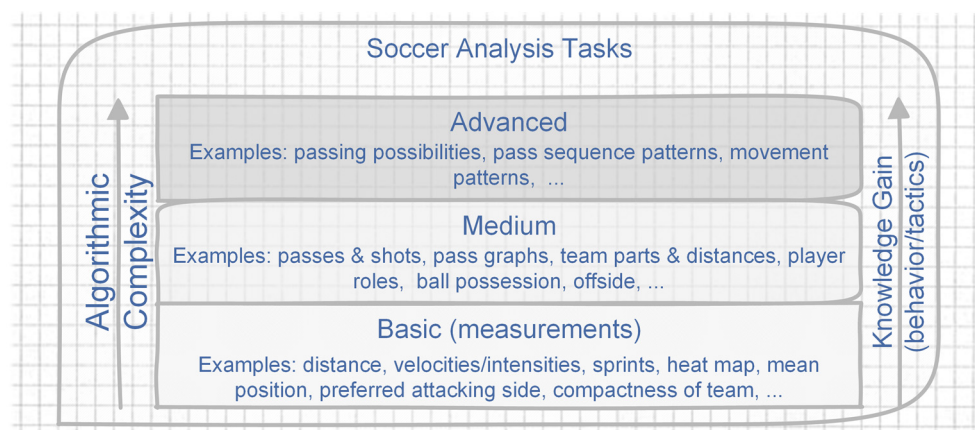 Soccer Analysis Tasks
Algorithmic
Complexity
Advanced
Examples: passing possibilities, pass sequence patterns, movement
patterns, ...
Medium
Examples: passes & shots, pass graphs, team parts & distances, player
roles, ball possession, offside, ...
Basic (measurements)
Examples: distance, velocities/intensities, sprints, heat map, mean
position, preferred attacking side, compactness of team, ...
Knowledge Gain
(behavior/tactics)